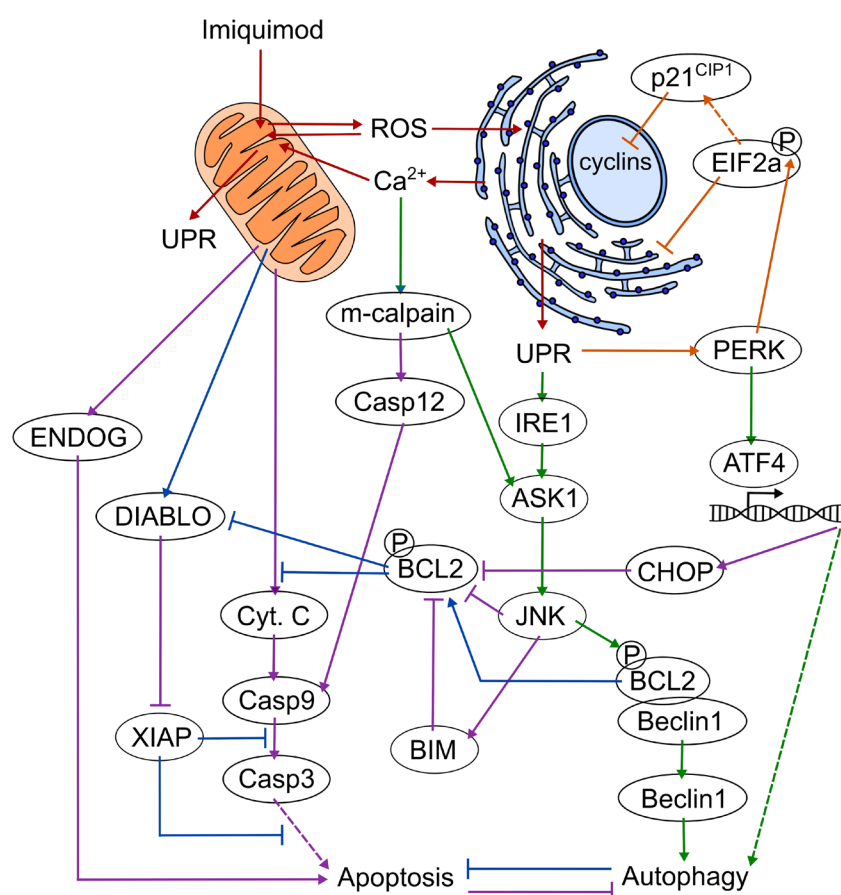 Imiquimod
p21CIP1
ROS
P
EIF2a
cyclins
Ca2+
UPR
m-calpain
UPR
PERK
Casp12
IRE1
ENDOG
ATF4
ASK1
DIABLO
P
BCL2
CHOP
Cyt. C
JNK
P
BCL2
Casp9
Beclin1
XIAP
BIM
Casp3
Beclin1
Apoptosis
Autophagy